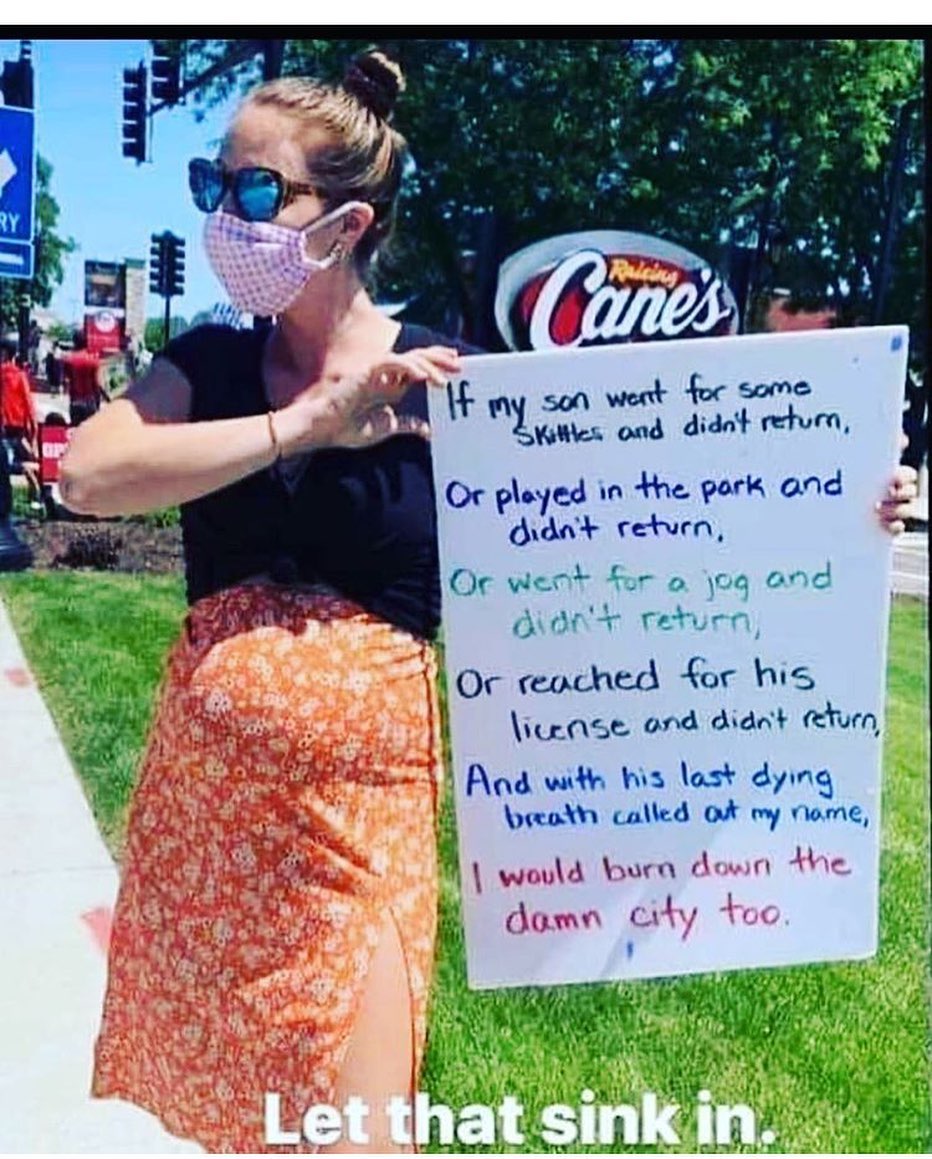 RY
Raising
Cane's
If my son went for some
Skittles and didn't return,
Or played in the park and
didn't return,
Or went for a jog and
didn't return,
Or reached for his
license and didn't return,
And with his last dying
breath called out my name,
I would burn down the
damn city too.
Let that sink in.